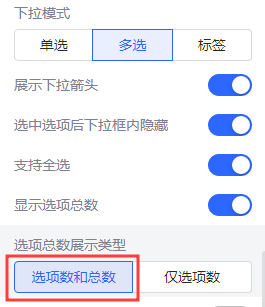 下拉模式
单选 多选 标签
展示下拉箭头
选中选项后下拉框内隐藏
支持全选
显示选项总数
选项总数展示类型
选项数和总数 仅选项数